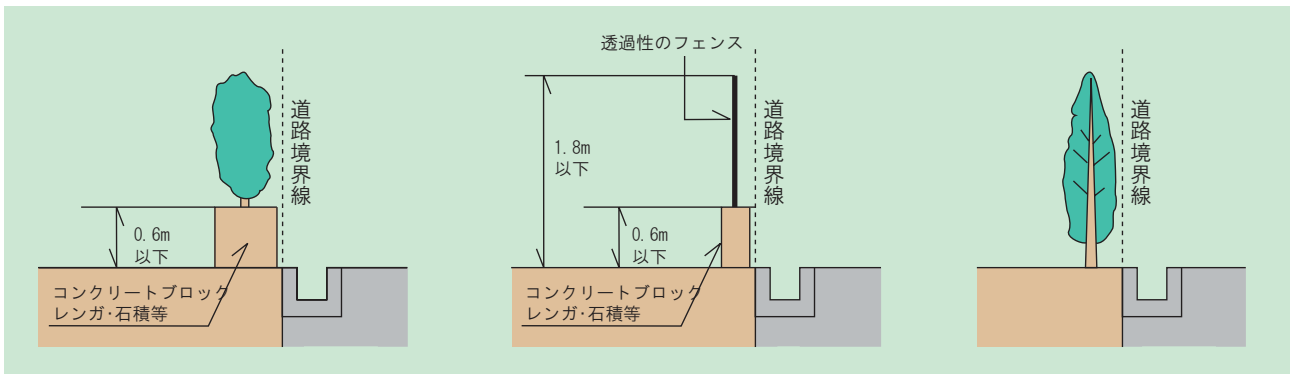 道路境界線
0.6m
以下
コンクリートブロック
レンガ・石積等
透過性のフェンス
道路境界線
1.8m
以下
0.6m
以下
コンクリートブロック
レンガ・石積等
道路境界線